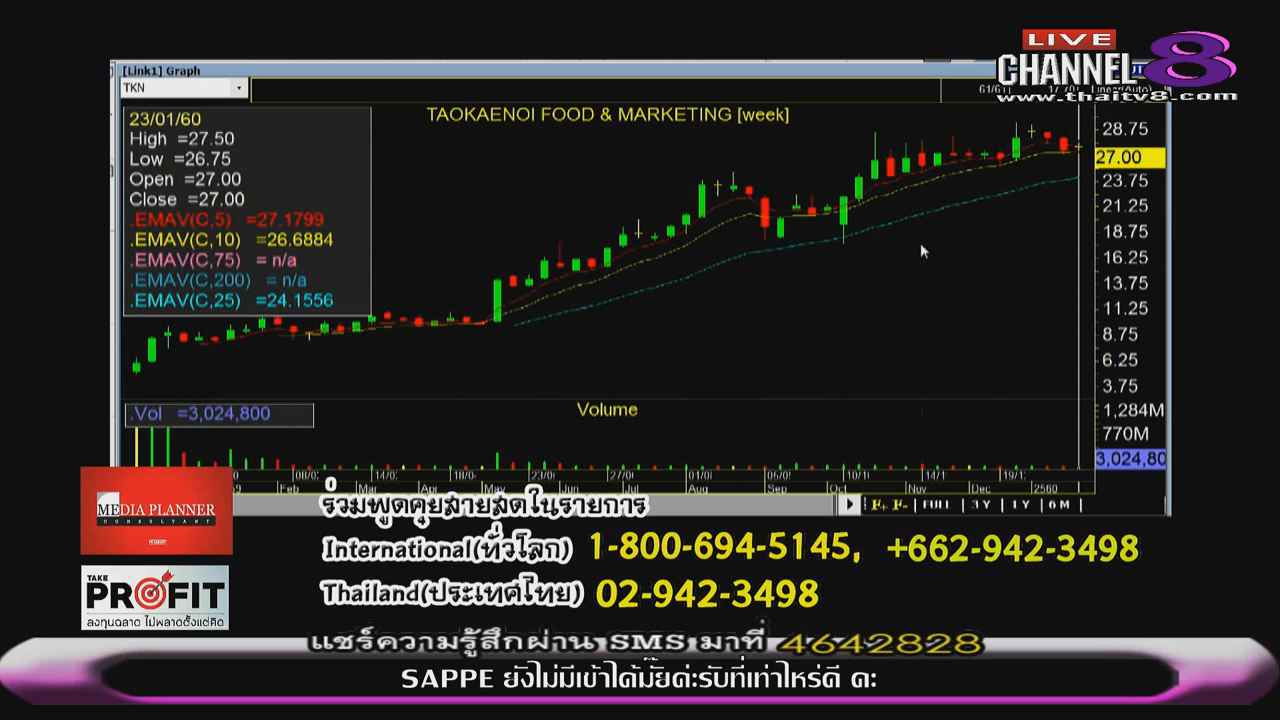 LIVE
CHANNEL 8
www.thaitv8.com
[Link1] Graph
TKN
TAOKAENOI FOOD & MARKETING [week]
23/01/60
High =27.50
Low =26.75
Open =27.00
Close =27.00
.EMAV(C,5) =27.1799
.EMAV(C,10) =26.6884
.EMAV(C,75) = n/a
.EMAV(C,200) = n/a
.EMAV(C,25) =24.1556
28.75
27.00
23.75
21.25
18.75
16.25
13.75
11.25
8.75
6.25
3.75
.Vol =3,024,800
Volume
1,284M
770M
3,024,80
Feb Mar Apr May Jun Jul Aug Sep Oct Nov Dec 2560
F+ F- FULL 3 Y 1 Y 6 M
MEDIA PLANNER
CONSULTANT
TAKE
PROFIT
ลงทุนฉลาด ไม่พลาดตั้งแต่คิด
ร่วมพูดคุยสายสดในรายการ
International(ทั่วโลก) 1-800-694-5145, +662-942-3498
Thailand(ประเทศไทย) 02-942-3498
แชร์ความรู้สึกผ่าน SMS มาที่ 4642828
SAPPE ยังไม่มีเข้าได้มั๊ยค่ะรับที่เท่าไหร่ดี คะ